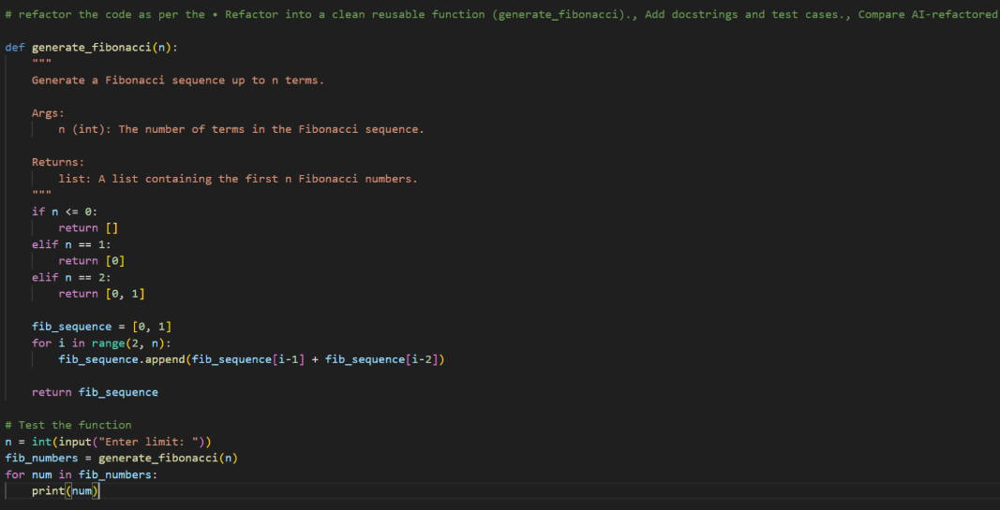 # refactor the code as per the • Refactor into a clean reusable function (generate_fibonacci)., Add docstrings and test cases., Compare AI-refactored
def generate_fibonacci(n):
    """
    Generate a Fibonacci sequence up to n terms.
    Args:
        n (int): The number of terms in the Fibonacci sequence.
    Returns:
        list: A list containing the first n Fibonacci numbers.
    """
    if n <= 0:
        return []
    elif n == 1:
        return [0]
    elif n == 2:
        return [0, 1]
    fib_sequence = [0, 1]
    for i in range(2, n):
        fib_sequence.append(fib_sequence[i-1] + fib_sequence[i-2])
    return fib_sequence
# Test the function
n = int(input("Enter limit: "))
fib_numbers = generate_fibonacci(n)
for num in fib_numbers:
    print(num)